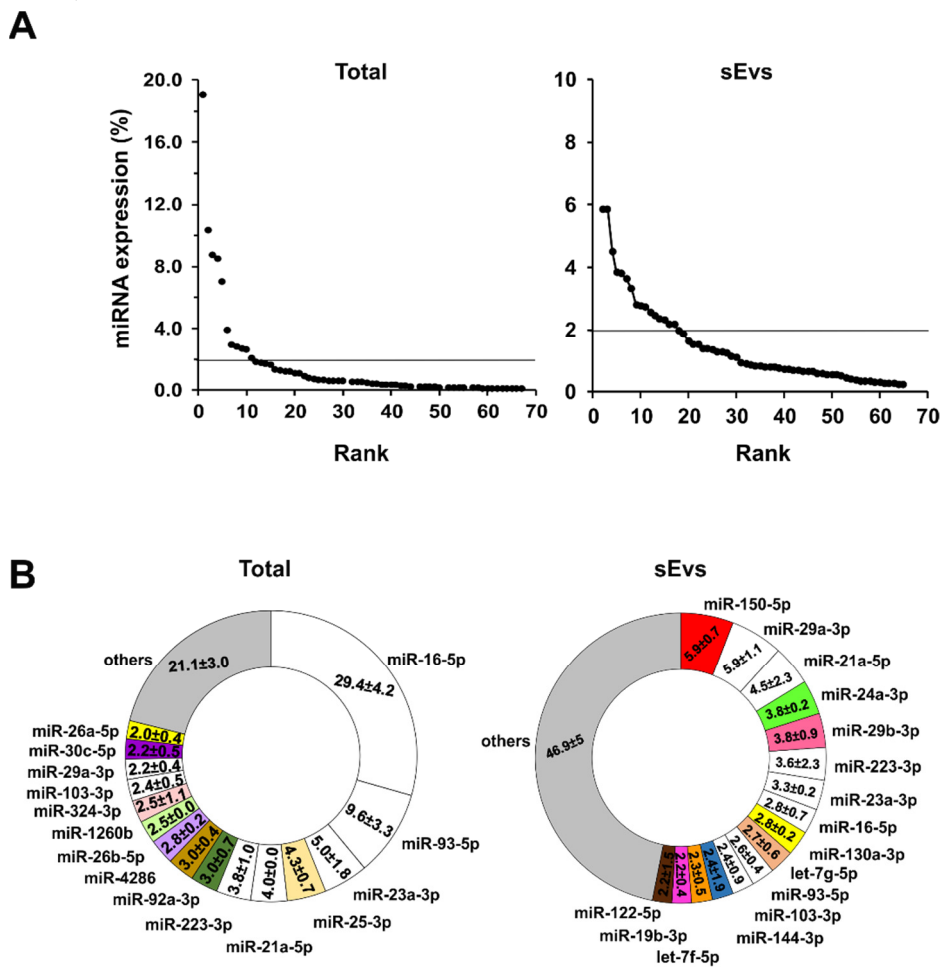 A
Total
sEvs
miRNA expression (%)
20.0
16.0
12.0
8.0
4.0
0.0
0 10 20 30 40 50 60 70
Rank
10
8
6
4
2
0
0 10 20 30 40 50 60 70
Rank
B
Total
others
21.1±3.0
miR-16-5p
29.4±4.2
miR-93-5p
9.6±3.3
miR-23a-3p
5.0±1.8
miR-25-3p
4.3±0.7
miR-21a-5p
4.0±0.0
miR-223-3p
3.8±1.0
miR-92a-3p
3.0±0.7
miR-4286
3.0±0.4
miR-26b-5p
2.8±0.2
miR-1260b
2.5±0.0
miR-324-3p
2.5±1.1
miR-103-3p
2.4±0.5
miR-29a-3p
2.2±0.4
miR-30c-5p
2.2±0.5
miR-26a-5p
2.0±0.4
sEvs
others
46.9±5
miR-150-5p
5.9±0.7
miR-29a-3p
5.9±1.1
miR-21a-5p
4.5±2.3
miR-24a-3p
3.8±0.2
miR-29b-3p
3.8±0.9
miR-223-3p
3.6±2.3
miR-23a-3p
3.3±0.2
miR-16-5p
2.8±0.7
miR-130a-3p
2.8±0.2
let-7g-5p
2.7±0.6
miR-93-5p
2.6±0.4
miR-103-3p
2.4±0.9
miR-144-3p
2.4±1.9
let-7f-5p
2.3±0.5
miR-19b-3p
2.2±0.4
miR-122-5p
2.2±1.5